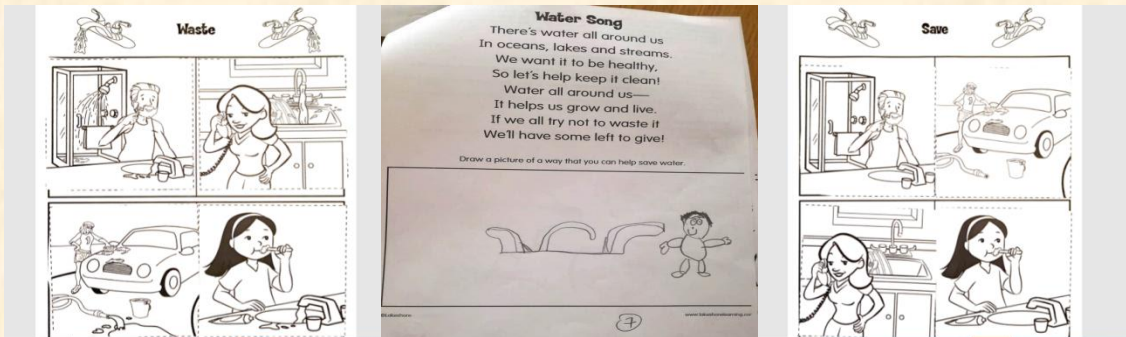 Waste
Water Song
There's water all around us
In oceans, lakes and streams.
We want it to be healthy,
So let's help keep it clean!
Water all around us—
It helps us grow and live.
If we all try not to waste it
We'll have some left to give!
Draw a picture of a way that you can help save water.
7
Save